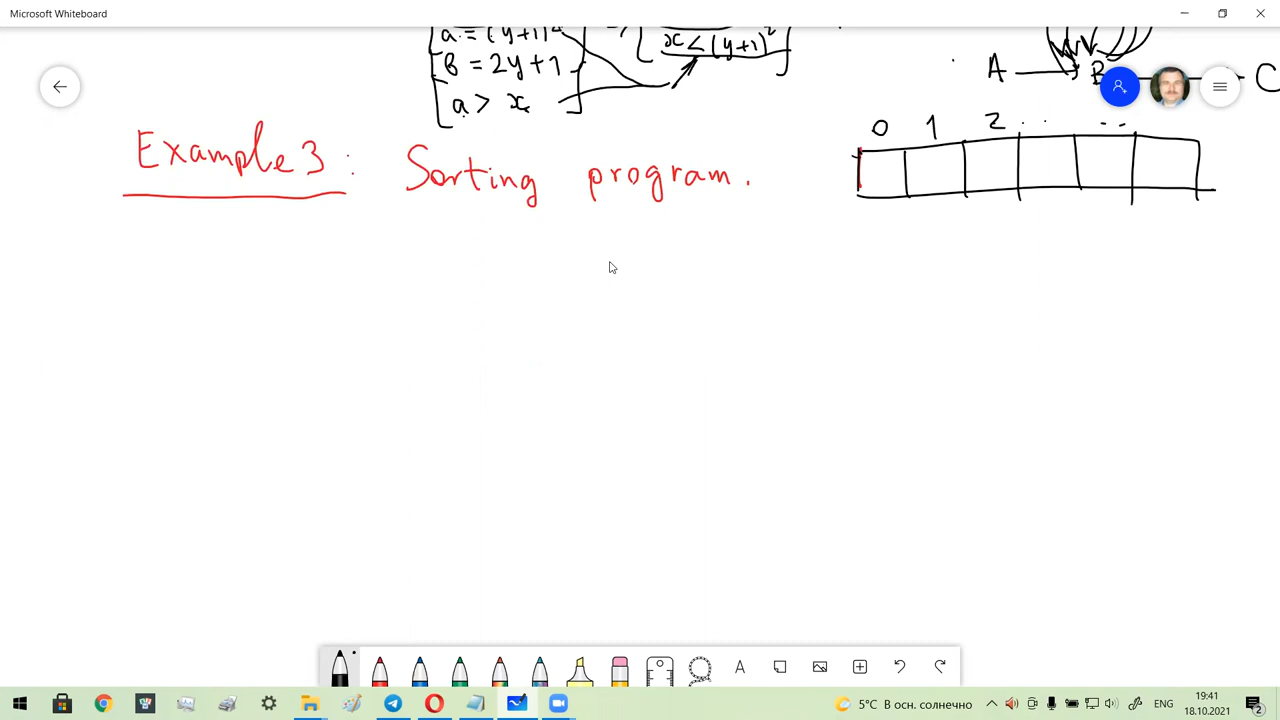 Microsoft Whiteboard
a = (y+1)²
x < (y+1)²
B = 2y+1
a > x
A B C
0 1 2 . . - -
Example 3 : Sorting program.
A
5°C В осн. солнечно
ENG
19:41
18.10.2021
2